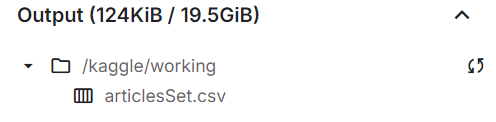 Output (124KiB / 19.5GiB)
/kaggle/working
articlesSet.csv